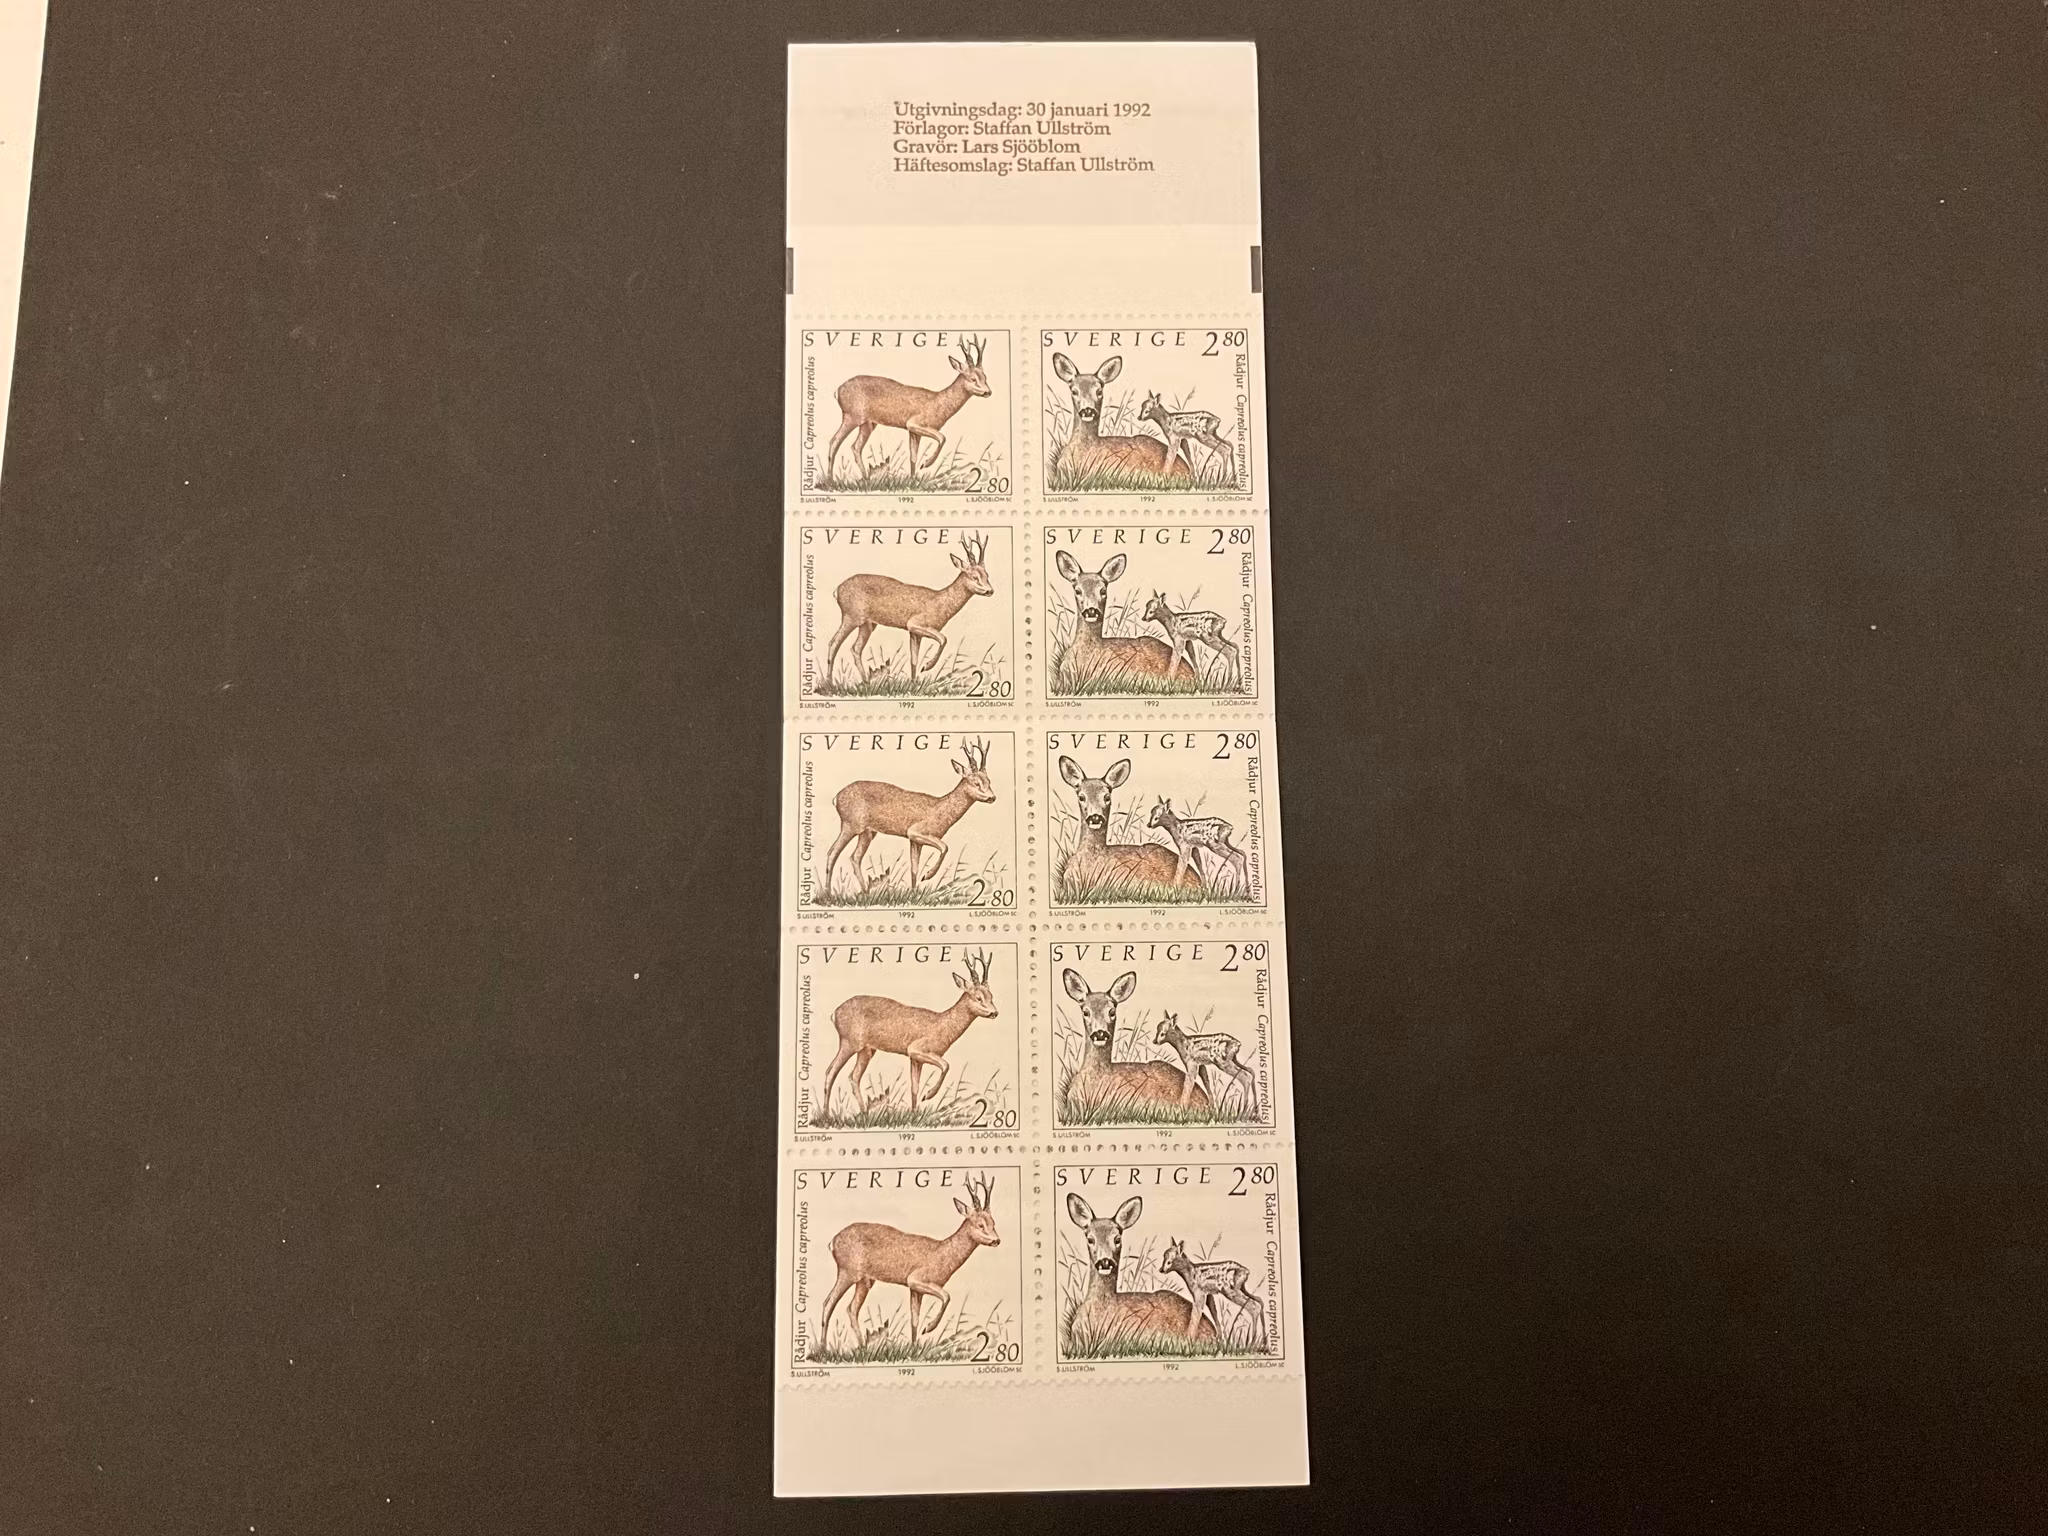 Utgivningsdag: 30 januari 1992
Förlagor: Staffan Ullström
Gravör: Lars Sjööblom
Häftesomslag: Staffan Ullström
SVERIGE
Rådjur Capreolus capreolus
2.80
S.ULLSTRÖM 1992 L.SJÖÖBLOM SC
SVERIGE 2 80
Rådjur Capreolus capreolus
S.ULLSTRÖM 1992 L.SJÖÖBLOM SC
SVERIGE
Rådjur Capreolus capreolus
2.80
S.ULLSTRÖM 1992 L.SJÖÖBLOM SC
SVERIGE 2 80
Rådjur Capreolus capreolus
S.ULLSTRÖM 1992 L.SJÖÖBLOM SC
SVERIGE
Rådjur Capreolus capreolus
2.80
S.ULLSTRÖM 1992 L.SJÖÖBLOM SC
SVERIGE 2 80
Rådjur Capreolus capreolus
S.ULLSTRÖM 1992 L.SJÖÖBLOM SC
SVERIGE
Rådjur Capreolus capreolus
2.80
S.ULLSTRÖM 1992 L.SJÖÖBLOM SC
SVERIGE 2 80
Rådjur Capreolus capreolus
S.ULLSTRÖM 1992 L.SJÖÖBLOM SC
SVERIGE
Rådjur Capreolus capreolus
2.80
S.ULLSTRÖM 1992 L.SJÖÖBLOM SC
SVERIGE 2 80
Rådjur Capreolus capreolus
S.ULLSTRÖM 1992 L.SJÖÖBLOM SC